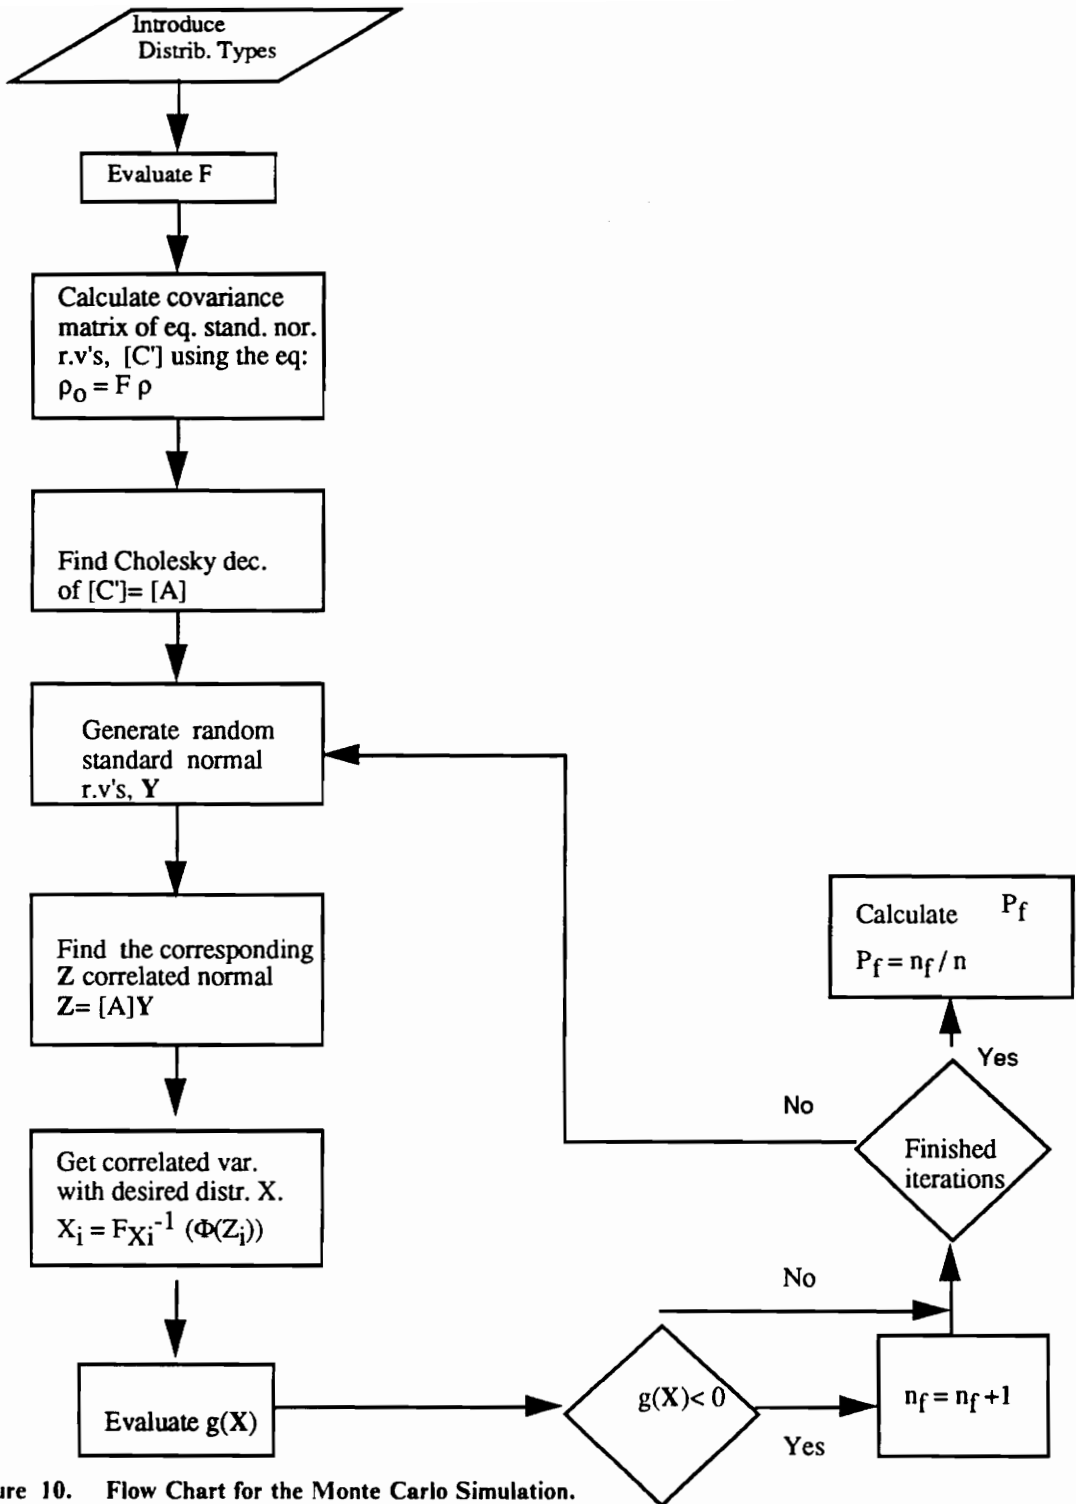 Introduce
Distrib. Types
Evaluate F
Calculate covariance
matrix of eq. stand. nor.
r.v's, [C'] using the eq:
ρo = F ρ
Find Cholesky dec.
of [C']= [A]
Generate random
standard normal
r.v's, Y
Find the corresponding
Z correlated normal
Z= [A]Y
Get correlated var.
with desired distr. X.
Xi = FXi-1 (Φ(Zi))
Evaluate g(X)
g(X)< 0
Yes
No
nf = nf +1
Finished
iterations
No
Yes
Calculate Pf
Pf = nf / n
ure 10. Flow Chart for the Monte Carlo Simulation.